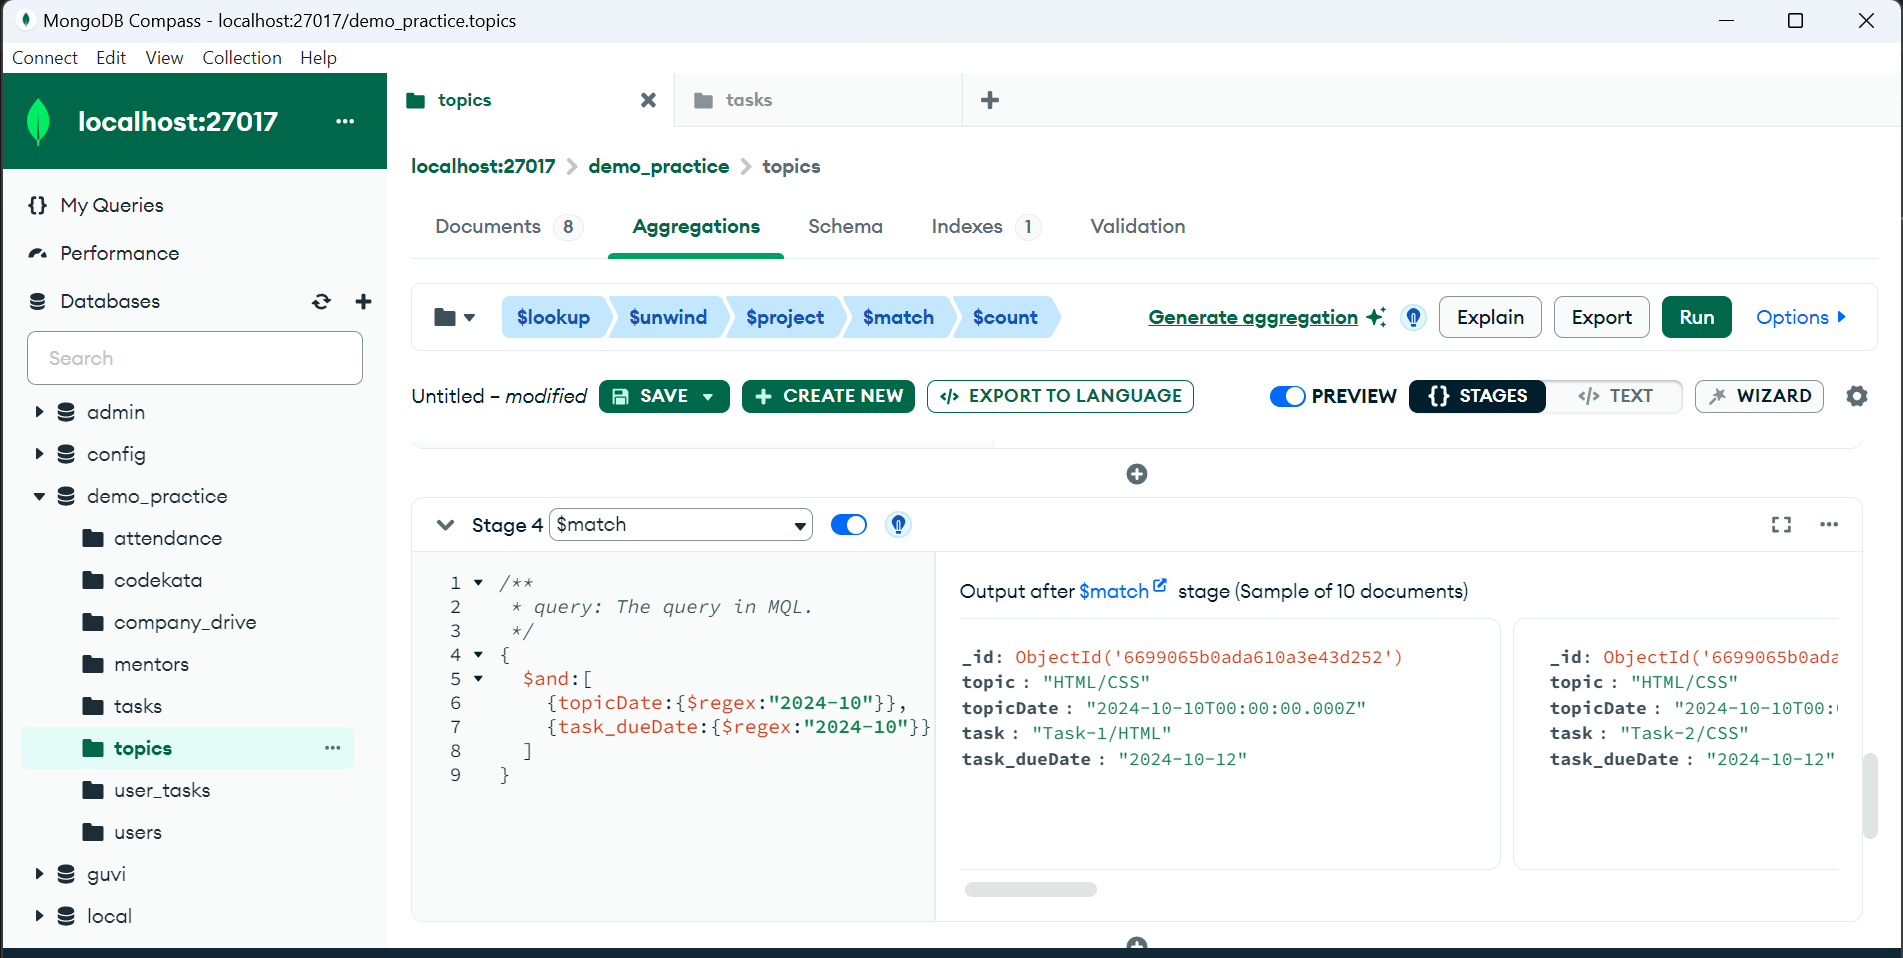 MongoDB Compass - localhost:27017/demo_practice.topics
Connect Edit View Collection Help
localhost:27017 ...
topics
tasks
localhost:27017 > demo_practice > topics
My Queries
Performance
Databases
Search
admin
config
demo_practice
attendance
codekata
company_drive
mentors
tasks
topics ...
user_tasks
users
guvi
local
Documents 8 Aggregations Schema Indexes 1 Validation
$lookup $unwind $project $match $count Generate aggregation Explain Export Run Options
Untitled – modified SAVE + CREATE NEW </> EXPORT TO LANGUAGE PREVIEW {} STAGES </> TEXT WIZARD
Stage 4 $match
1 /**
2 * query: The query in MQL.
3 */
4 {
5 $and:[
6 {topicDate:{$regex:"2024-10"}},
7 {task_dueDate:{$regex:"2024-10"}}
8 ]
9 }
Output after $match stage (Sample of 10 documents)
_id: ObjectId('6699065b0ada610a3e43d252')
topic : "HTML/CSS"
topicDate : "2024-10-10T00:00:00.000Z"
task : "Task-1/HTML"
task_dueDate : "2024-10-12"
_id: ObjectId('6699065b0ada
topic : "HTML/CSS"
topicDate : "2024-10-10T00:
task : "Task-2/CSS"
task_dueDate : "2024-10-12"